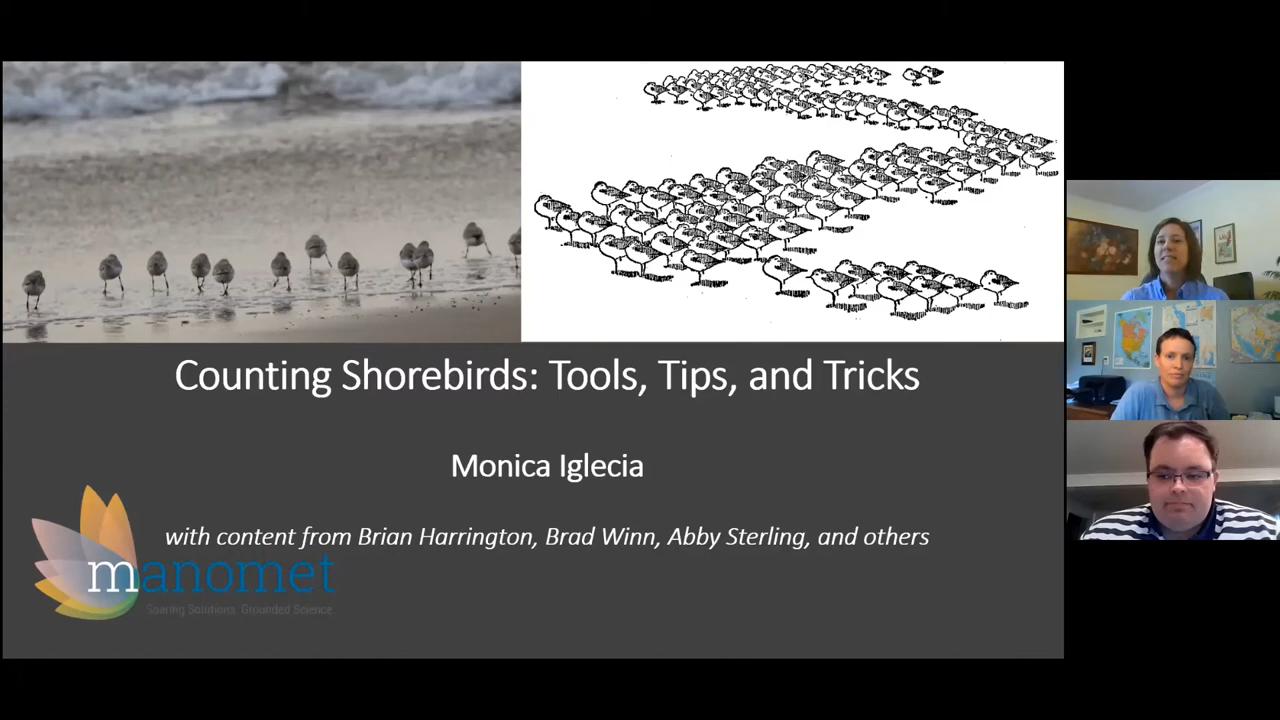 Counting Shorebirds: Tools, Tips, and Tricks
Monica Iglecia
with content from Brian Harrington, Brad Winn, Abby Sterling, and others
manomet
Soaring Solutions. Grounded Science.